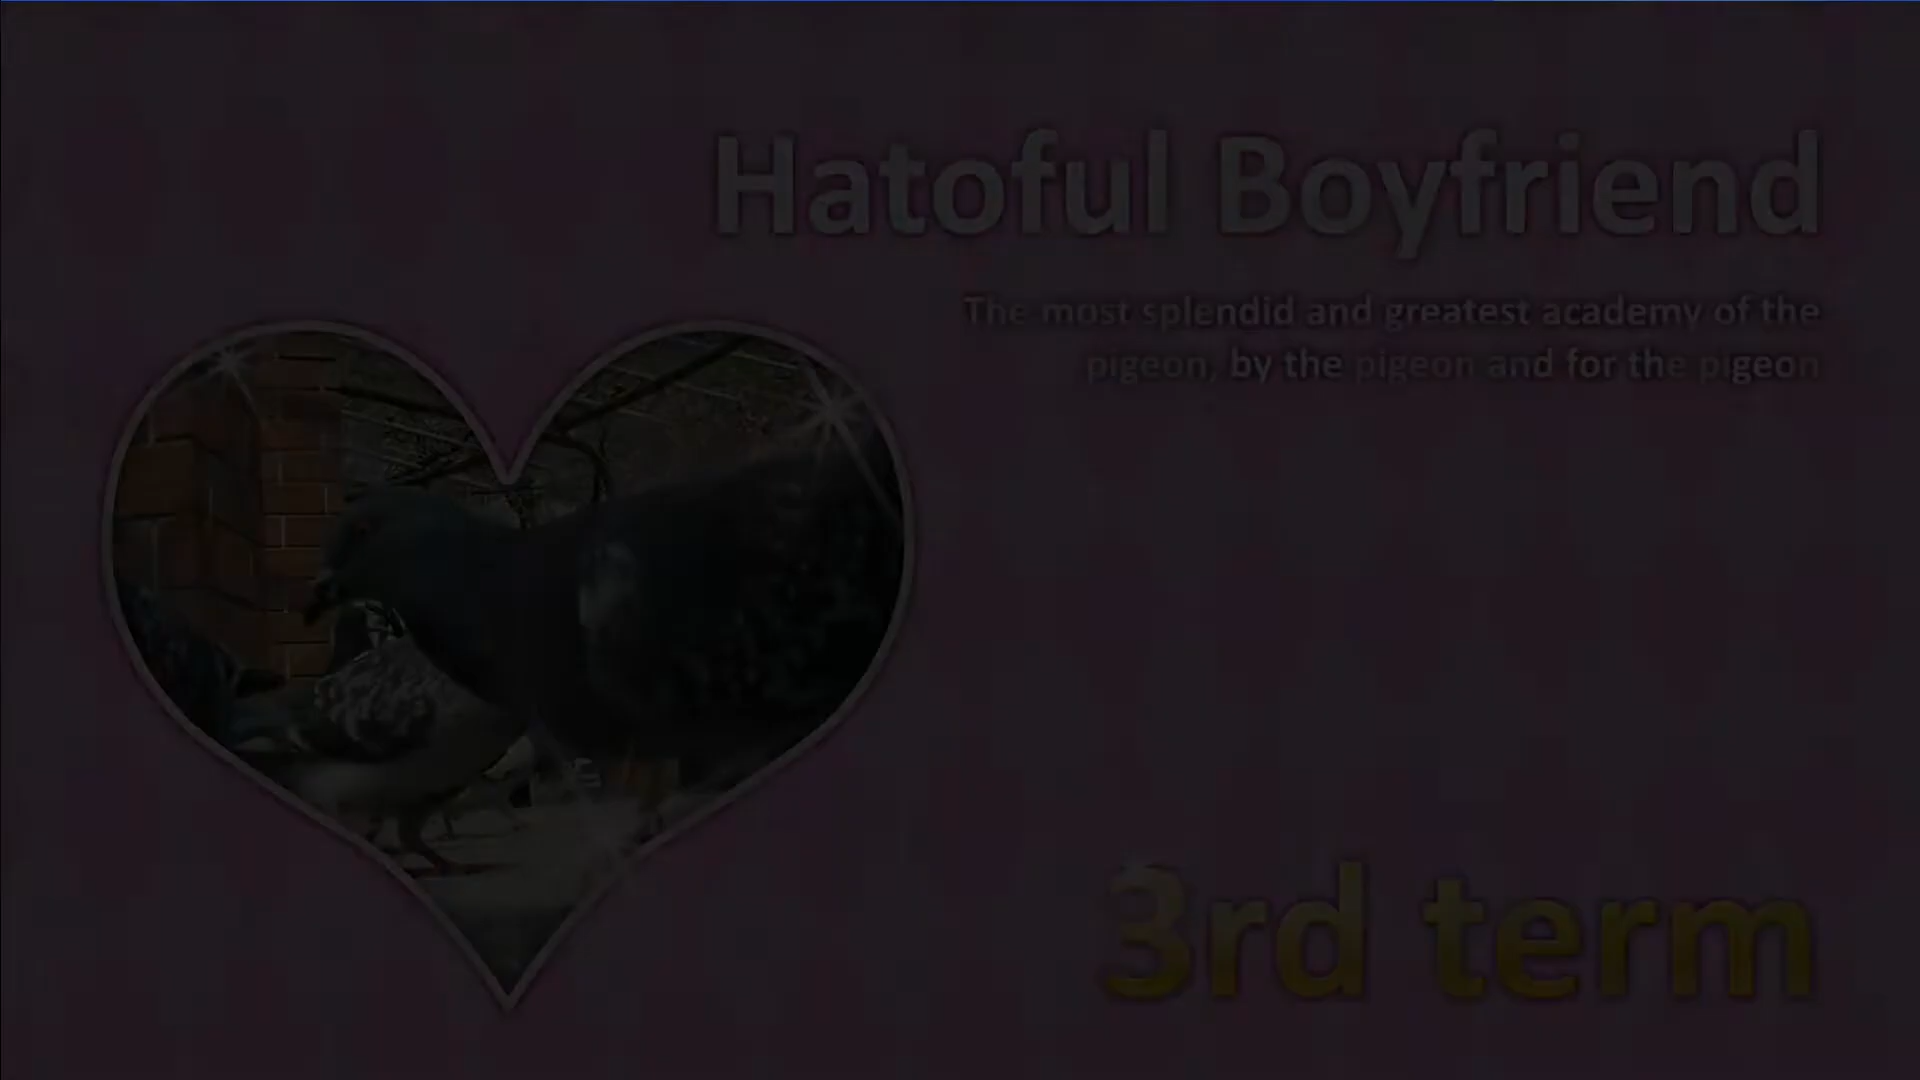 Hatoful Boyfriend
The most splendid and greatest academy of the
pigeon, by the pigeon and for the pigeon
3rd term